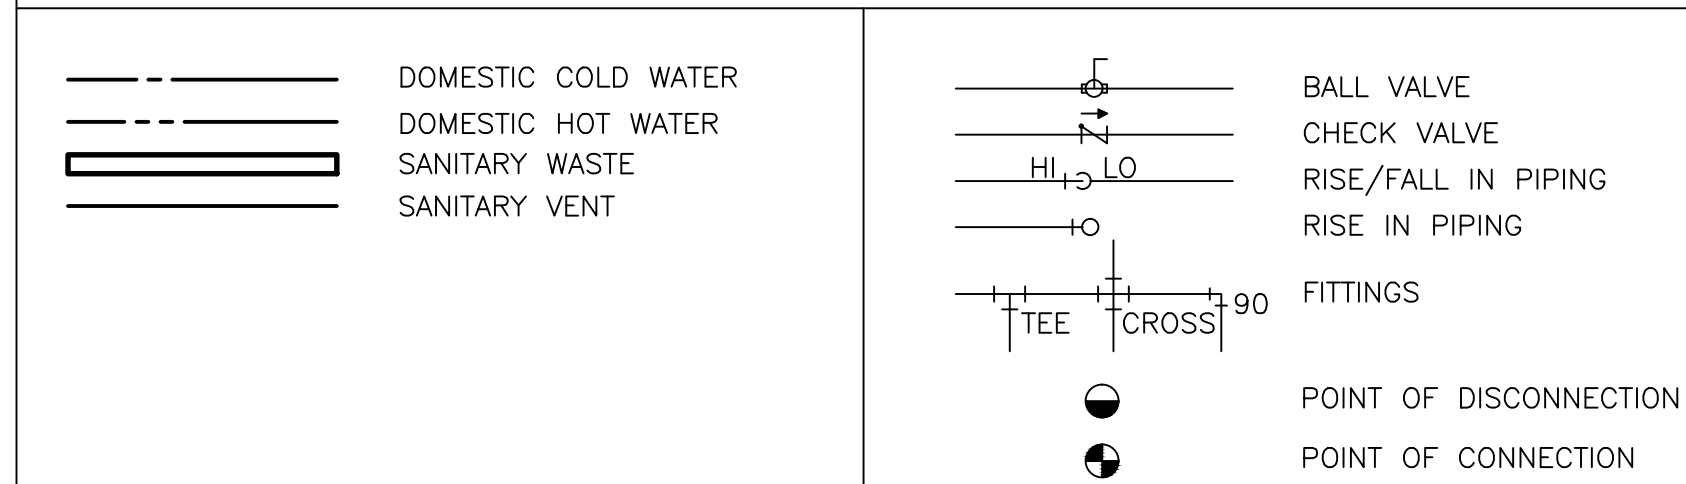 DOMESTIC COLD WATER
DOMESTIC HOT WATER
SANITARY WASTE
SANITARY VENT
BALL VALVE
CHECK VALVE
HI LO RISE/FALL IN PIPING
RISE IN PIPING
FITTINGS
90
TEE CROSS
POINT OF DISCONNECTION
POINT OF CONNECTION